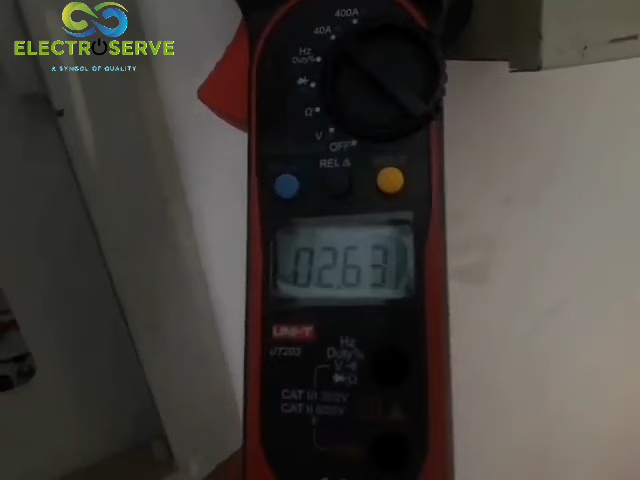 ELECTROSERVE
A SYMBOL OF QUALITY
400A
40A
Hz
Duty%
Ω
V
OFF
REL Δ
02.63
UNI-T
UT203
Hz
Duty%
V
Ω
CAT III 300V
CAT II 600V